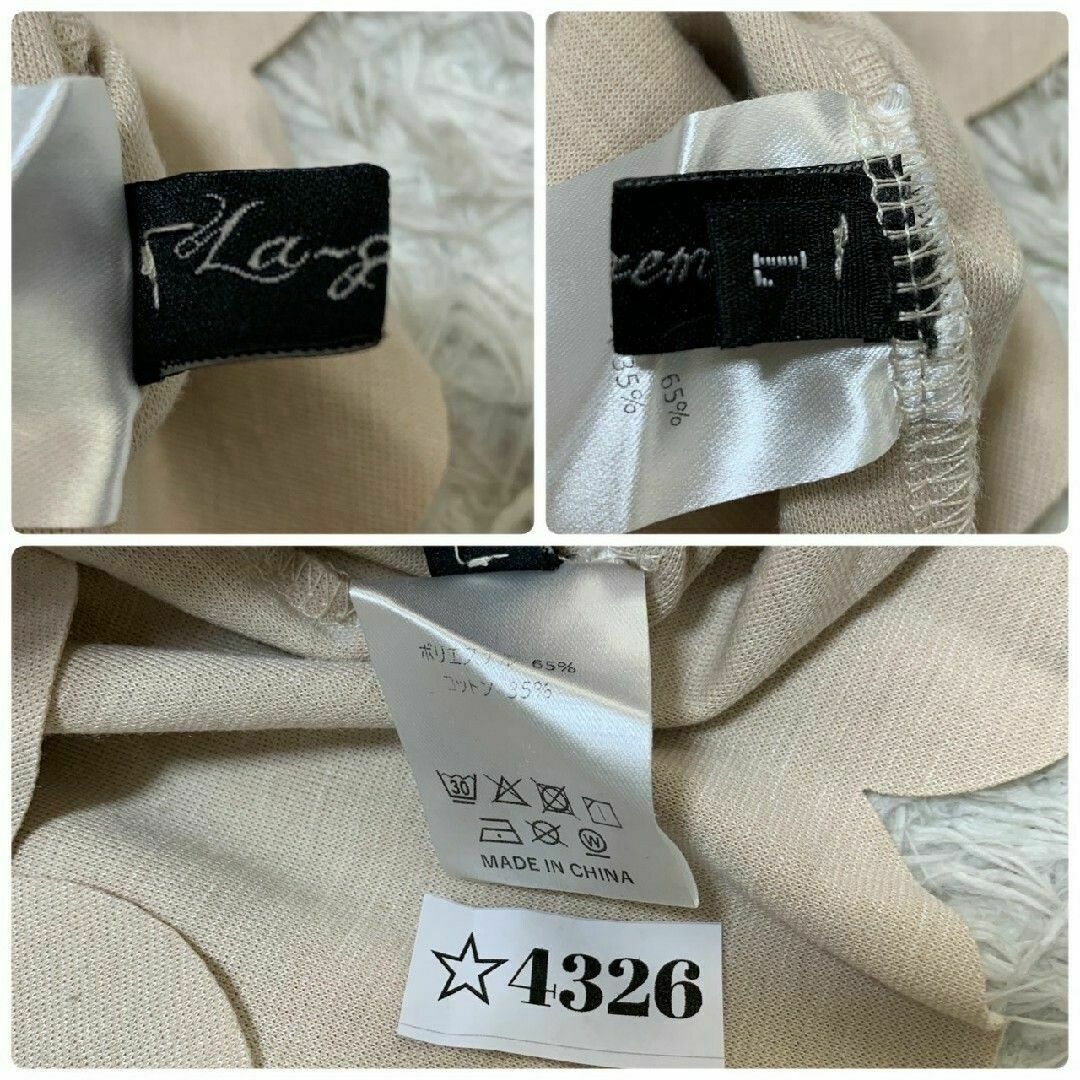 La-g
rem
L
65%
35%
ポリエステル 65%
コットン 35%
30
W
MADE IN CHINA
☆4326